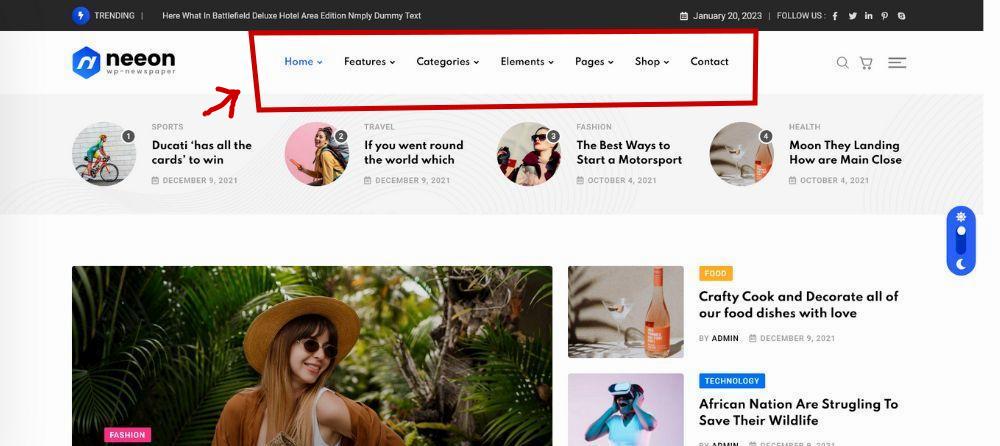 TRENDING | Here What In Battlefield Deluxe Hotel Area Edition Nmply Dummy Text January 20, 2023 | FOLLOW US :
neeon
wp-newspaper
Home Features Categories Elements Pages Shop Contact
1
SPORTS
Ducati ‘has all the
cards’ to win
DECEMBER 9, 2021
2
TRAVEL
If you went round
the world which
DECEMBER 9, 2021
3
FASHION
The Best Ways to
Start a Motorsport
OCTOBER 4, 2021
4
HEALTH
Moon They Landing
How are Main Close
OCTOBER 4, 2021
FASHION
FOOD
Crafty Cook and Decorate all of
our food dishes with love
BY ADMIN DECEMBER 9, 2021
TECHNOLOGY
African Nation Are Strugling To
Save Their Wildlife
BY ADMIN DECEMBER 9, 2021